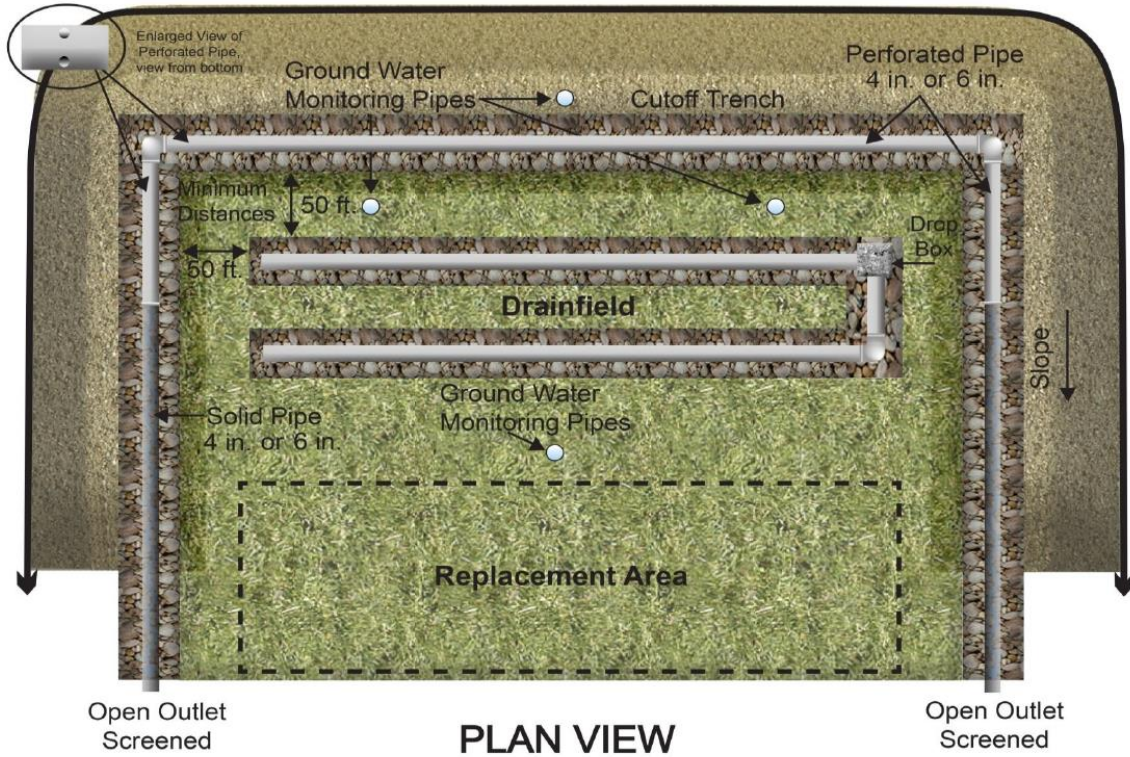 Enlarged View of
Perforated Pipe,
view from bottom
Ground Water
Monitoring Pipes
Cutoff Trench
Perforated Pipe
4 in. or 6 in.
Minimum
Distances
50 ft.
50 ft.
Drop
Box
Drainfield
Slope
Ground Water
Monitoring Pipes
Solid Pipe
4 in. or 6 in.
Replacement Area
Open Outlet
Screened
PLAN VIEW
Open Outlet
Screened